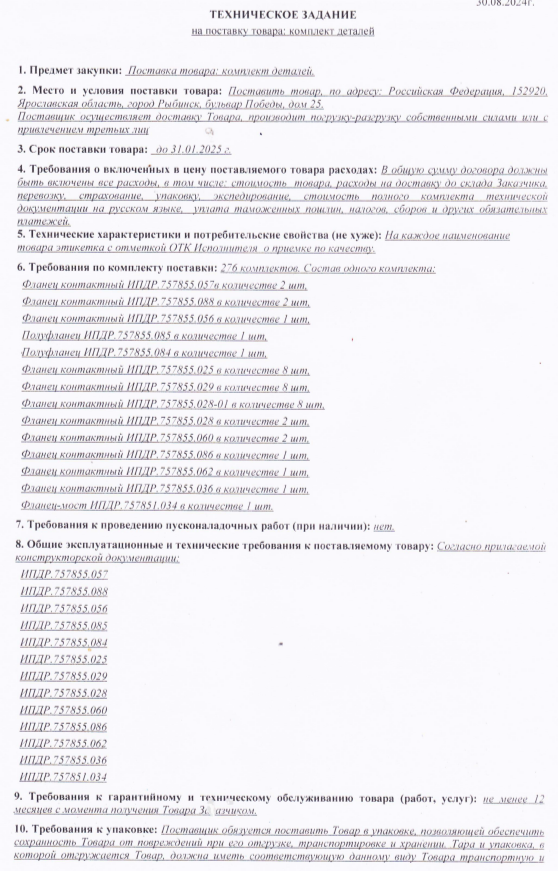 30.08.2024г.
ТЕХНИЧЕСКОЕ ЗАДАНИЕ
на поставку товара: комплект деталей
1. Предмет закупки: Поставка товара: комплект деталей.
2. Место и условия поставки товара: Поставить товар, по адресу: Российская Федерация, 152920,
Ярославская область, город Рыбинск, бульвар Победы, дом 25.
Поставщик осуществляет доставку Товара, производит погрузку-разгрузку собственными силами или с
привлечением третьих лиц
3. Срок поставки товара: до 31.01.2025 г.
4. Требования о включенных в цену поставляемого товара расходах: В общую сумму договора должны
быть включены все расходы, в том числе: стоимость товара, расходы на доставку до склада Заказчика,
перевозку, страхование, упаковку, экспедирование, стоимость полного комплекта технической
документации на русском языке, уплата таможенных пошлин, налогов, сборов и других обязательных
платежей.
5. Технические характеристики и потребительские свойства (не хуже): На каждое наименование
товара этикетка с отметкой ОТК Исполнителя о приемке по качеству.
6. Требования по комплекту поставки: 276 комплектов. Состав одного комплекта:
Фланец контактный ИПДР.757855.057в количестве 2 шт,
Фланец контактный ИПДР.757855.088 в количестве 2 шт,
Фланец контактный ИПДР.757855.056 в количестве 1 шт,
Полуфланец ИПДР.757855.085 в количестве 1 шт,
Полуфланец ИПДР.757855.084 в количестве 1 шт,
Фланец контактный ИПДР.757855.025 в количестве 8 шт,
Фланец контактный ИПДР.757855.029 в количестве 8 шт,
Фланец контактный ИПДР.757855.028-01 в количестве 8 шт,
Фланец контактный ИПДР.757855.028 в количестве 2 шт,
Фланец контактный ИПДР.757855.060 в количестве 2 шт,
Фланец контактный ИПДР.757855.086 в количестве 1 шт,
Фланец контактный ИПДР.757855.062 в количестве 1 шт,
Фланец контактный ИПДР.757855.036 в количестве 1 шт,
Фланец-мост ИПДР.757851.034 в количестве 1 шт.
7. Требования к проведению пусконаладочных работ (при наличии): нет.
8. Общие эксплуатационные и технические требования к поставляемому товару: Согласно прилагаемой
конструкторской документации:
ИПДР.757855.057
ИПДР.757855.088
ИПДР.757855.056
ИПДР.757855.085
ИПДР.757855.084
ИПДР.757855.025
ИПДР.757855.029
ИПДР.757855.028
ИПДР.757855.060
ИПДР.757855.086
ИПДР.757855.062
ИПДР.757855.036
ИПДР.757851.034
9. Требования к гарантийному и техническому обслуживанию товара (работ, услуг): не менее 12
месяцев с момента получения Товара Заказчиком.
10. Требования к упаковке: Поставщик обязуется поставить Товар в упаковке, позволяющей обеспечить
сохранность Товара от повреждений при его отгрузке, транспортировке и хранении. Тара и упаковка, в
которой отгружается Товар, должна иметь соответствующую данному виду Товара транспортную и